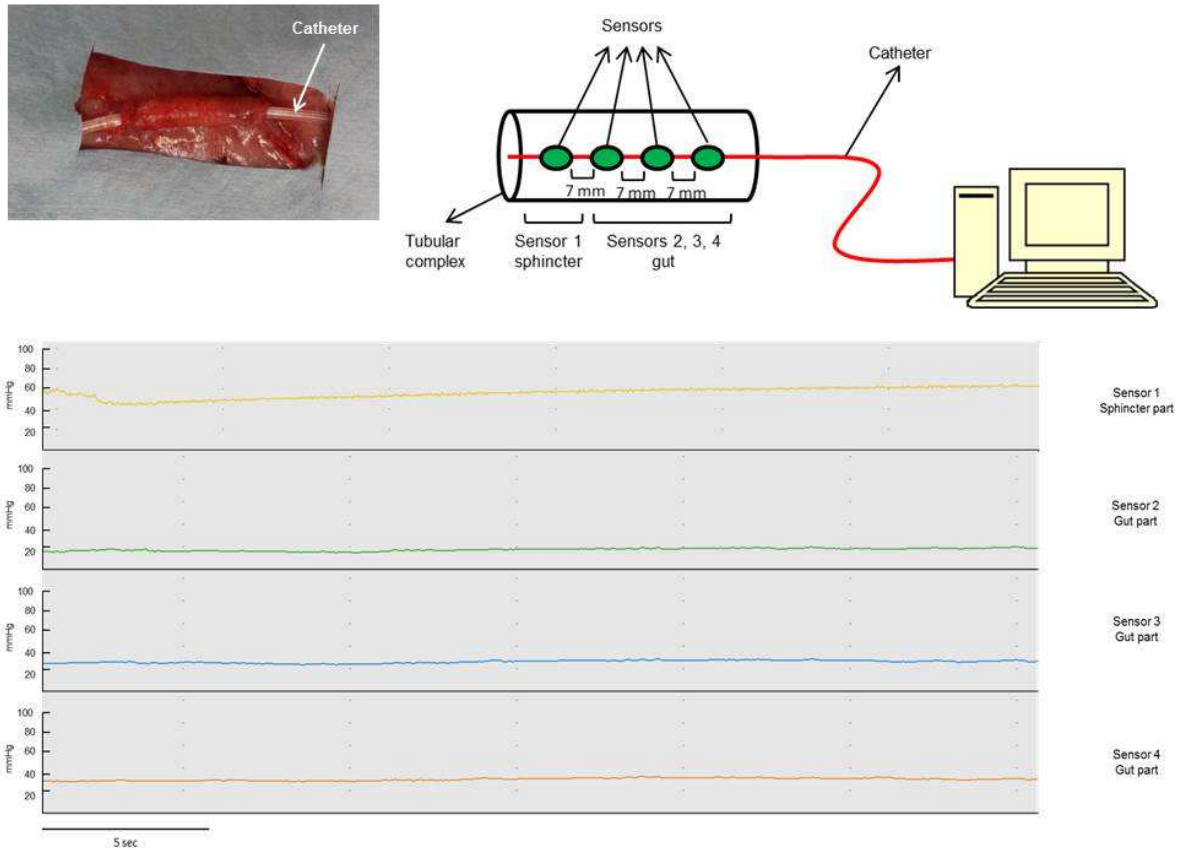 Catheter
Sensors
Catheter
7 mm
7 mm
7 mm
Tubular
complex
Sensor 1
sphincter
Sensors 2, 3, 4
gut
100
80
60
40
20
mmHg
Sensor 1
Sphincter part
100
80
60
40
20
mmHg
Sensor 2
Gut part
100
80
60
40
20
mmHg
Sensor 3
Gut part
100
80
60
40
20
mmHg
Sensor 4
Gut part
5 sec